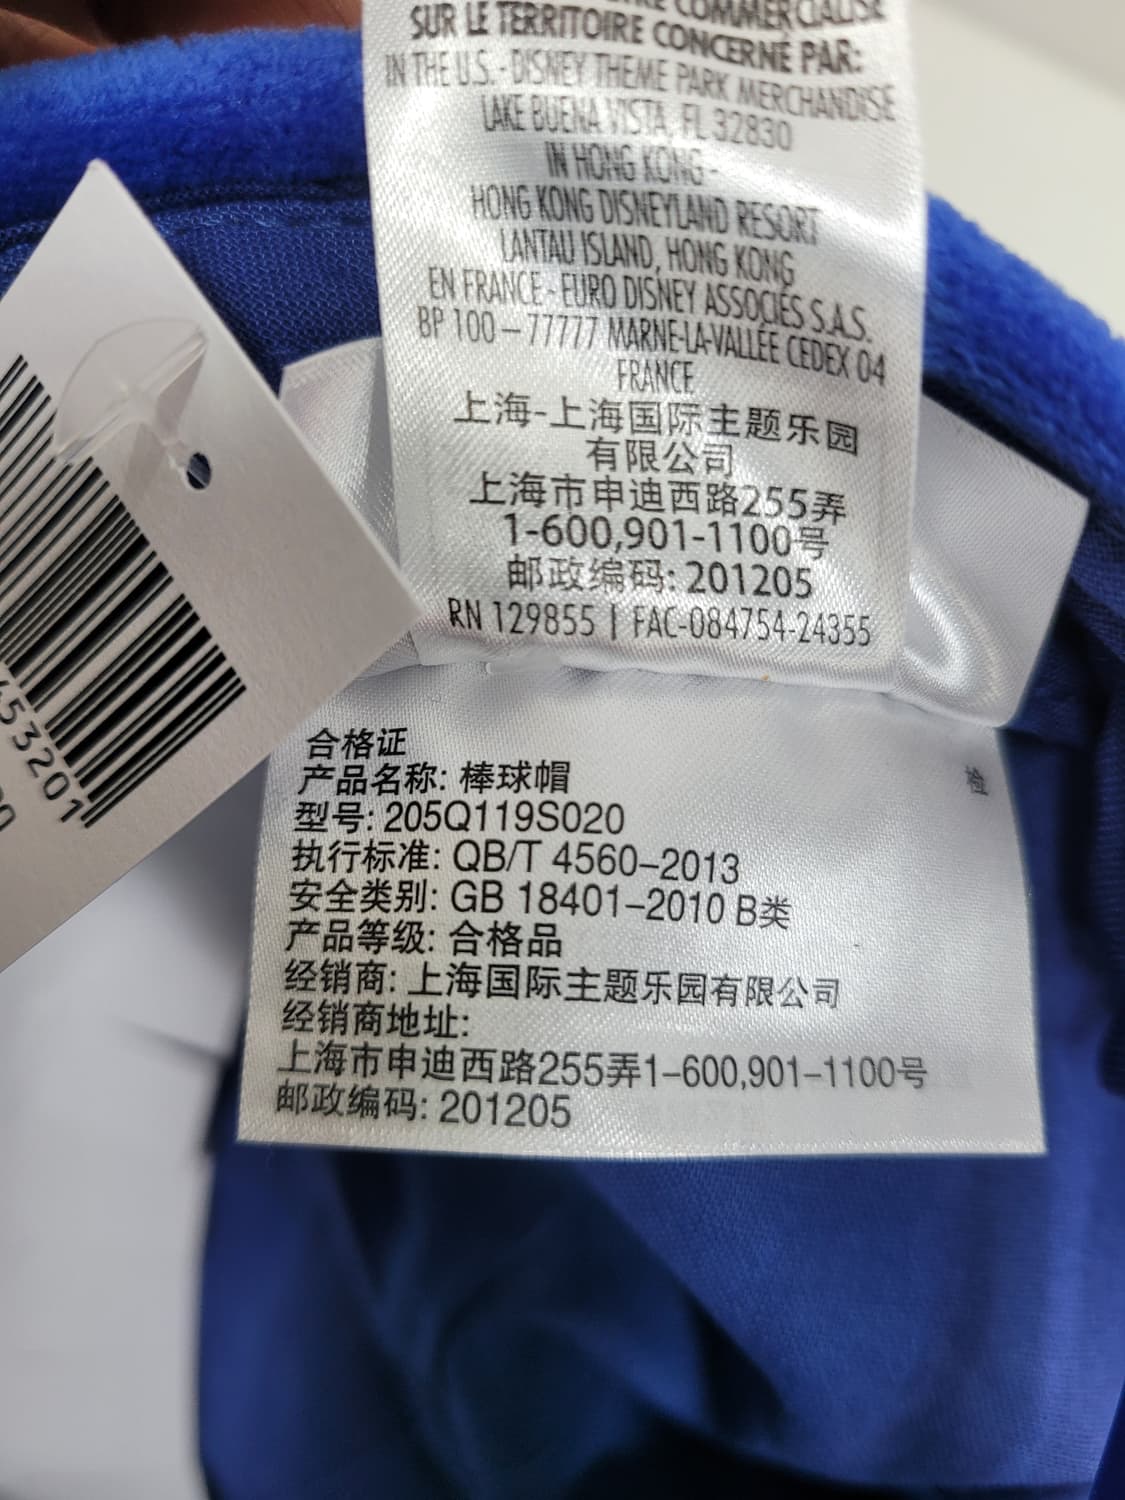 COMMERCIALISÉ
SUR LE TERRITOIRE CONCERNÉ PAR:
IN THE U.S. - DISNEY THEME PARK MERCHANDISE
LAKE BUENA VISTA, FL 32830
IN HONG KONG -
HONG KONG DISNEYLAND RESORT
LANTAU ISLAND, HONG KONG
EN FRANCE - EURO DISNEY ASSOCIÉS S.A.S.
BP 100 – 77777 MARNE-LA-VALLÉE CEDEX 04
FRANCE
上海-上海国际主题乐园
有限公司
上海市申迪西路255弄
1-600,901-1100号
邮政编码: 201205
RN 129855 | FAC-084754-24355
53201
合格证
产品名称: 棒球帽
检
型号: 205Q119S020
执行标准: QB/T 4560–2013
安全类别: GB 18401–2010 B类
产品等级: 合格品
经销商: 上海国际主题乐园有限公司
经销商地址:
上海市申迪西路255弄1–600,901–1100号
邮政编码: 201205